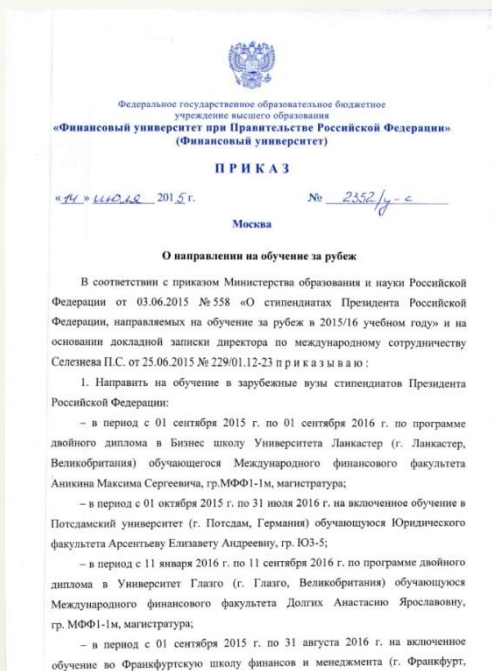 Федеральное государственное образовательное бюджетное
учреждение высшего образования
«Финансовый университет при Правительстве Российской Федерации»
(Финансовый университет)
ПРИКАЗ
«14» июля 2015 г. № 2352/у-с
Москва
О направлении на обучение за рубеж
В соответствии с приказом Министерства образования и науки Российской
Федерации от 03.06.2015 № 558 «О стипендиатах Президента Российской
Федерации, направляемых на обучение за рубеж в 2015/16 учебном году» и на
основании докладной записки директора по международному сотрудничеству
Селезнева П.С. от 25.06.2015 № 229/01.12-23 п р и к а з ы в а ю :
1. Направить на обучение в зарубежные вузы стипендиатов Президента
Российской Федерации:
– в период с 01 сентября 2015 г. по 01 сентября 2016 г. по программе
двойного диплома в Бизнес школу Университета Ланкастер (г. Ланкастер,
Великобритания) обучающегося Международного финансового факультета
Аникина Максима Сергеевича, гр.МФФ1-1м, магистратура;
– в период с 01 октября 2015 г. по 31 июля 2016 г. на включенное обучение в
Потсдамский университет (г. Потсдам, Германия) обучающуюся Юридического
факультета Арсентьеву Елизавету Андреевну, гр. ЮЗ-5;
– в период с 11 января 2016 г. по 11 сентября 2016 г. по программе двойного
диплома в Университет Глазго (г. Глазго, Великобритания) обучающуюся
Международного финансового факультета Долгих Анастасию Ярославовну,
гр. МФФ1-1м, магистратура;
– в период с 01 сентября 2015 г. по 31 августа 2016 г. на включенное
обучение во Франкфуртскую школу финансов и менеджмента (г. Франкфурт,